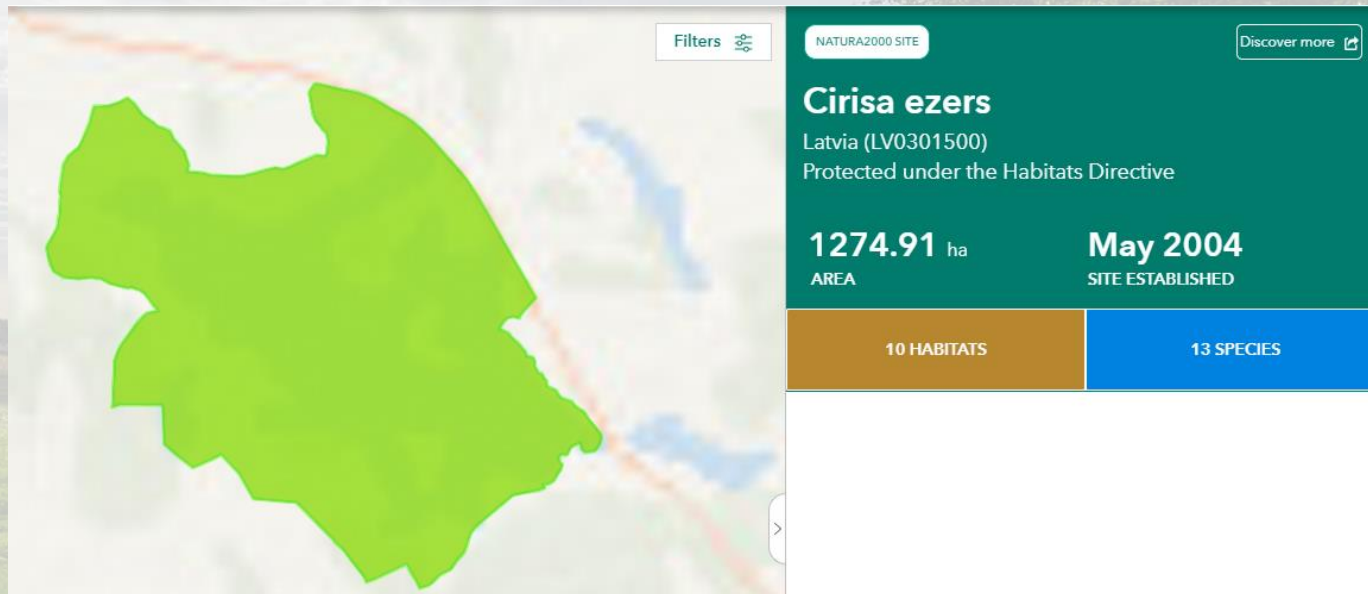 Filters
NATURA2000 SITE
Discover more
Cirisa ezers
Latvia (LV0301500)
Protected under the Habitats Directive
1274.91 ha
AREA
May 2004
SITE ESTABLISHED
10 HABITATS
13 SPECIES